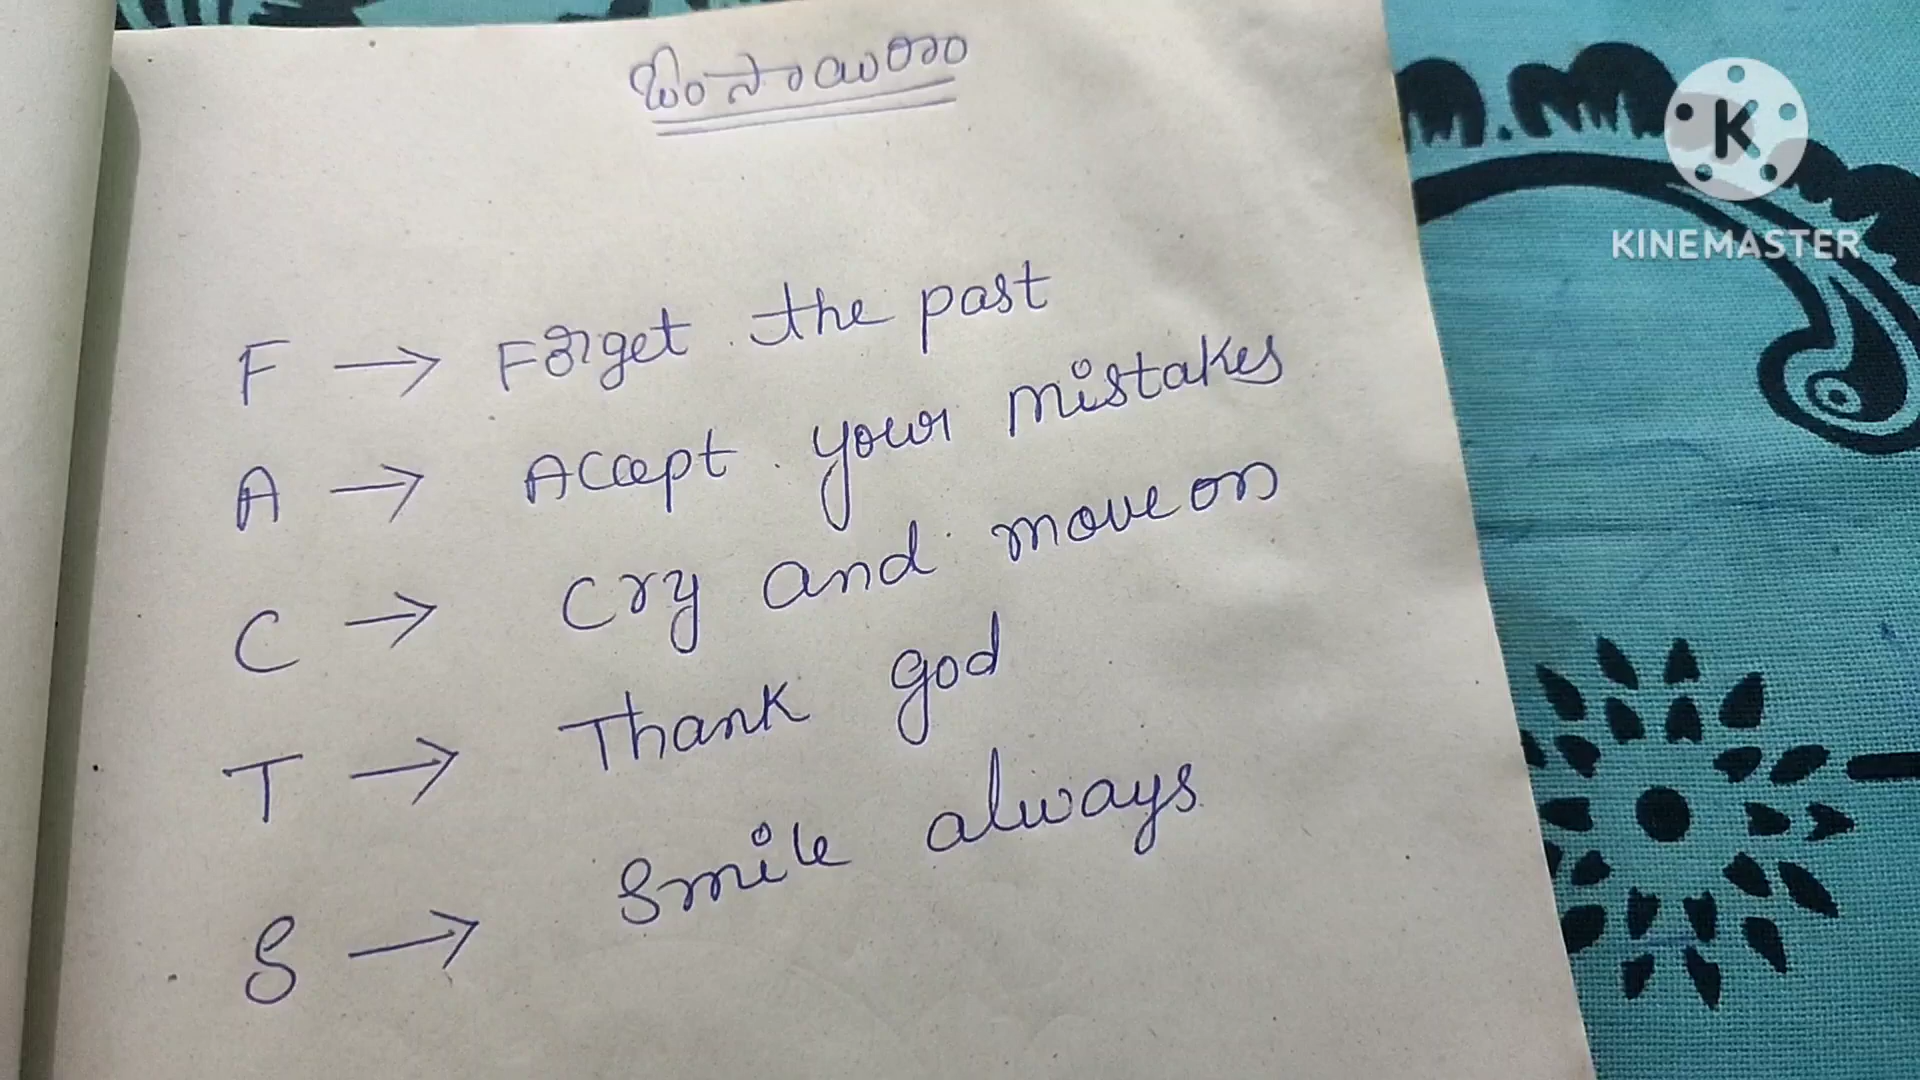 F → Forget the past
A → Accept your mistakes
C → Cry and move on
T → Thank god
S → Smile always
KINEMASTER